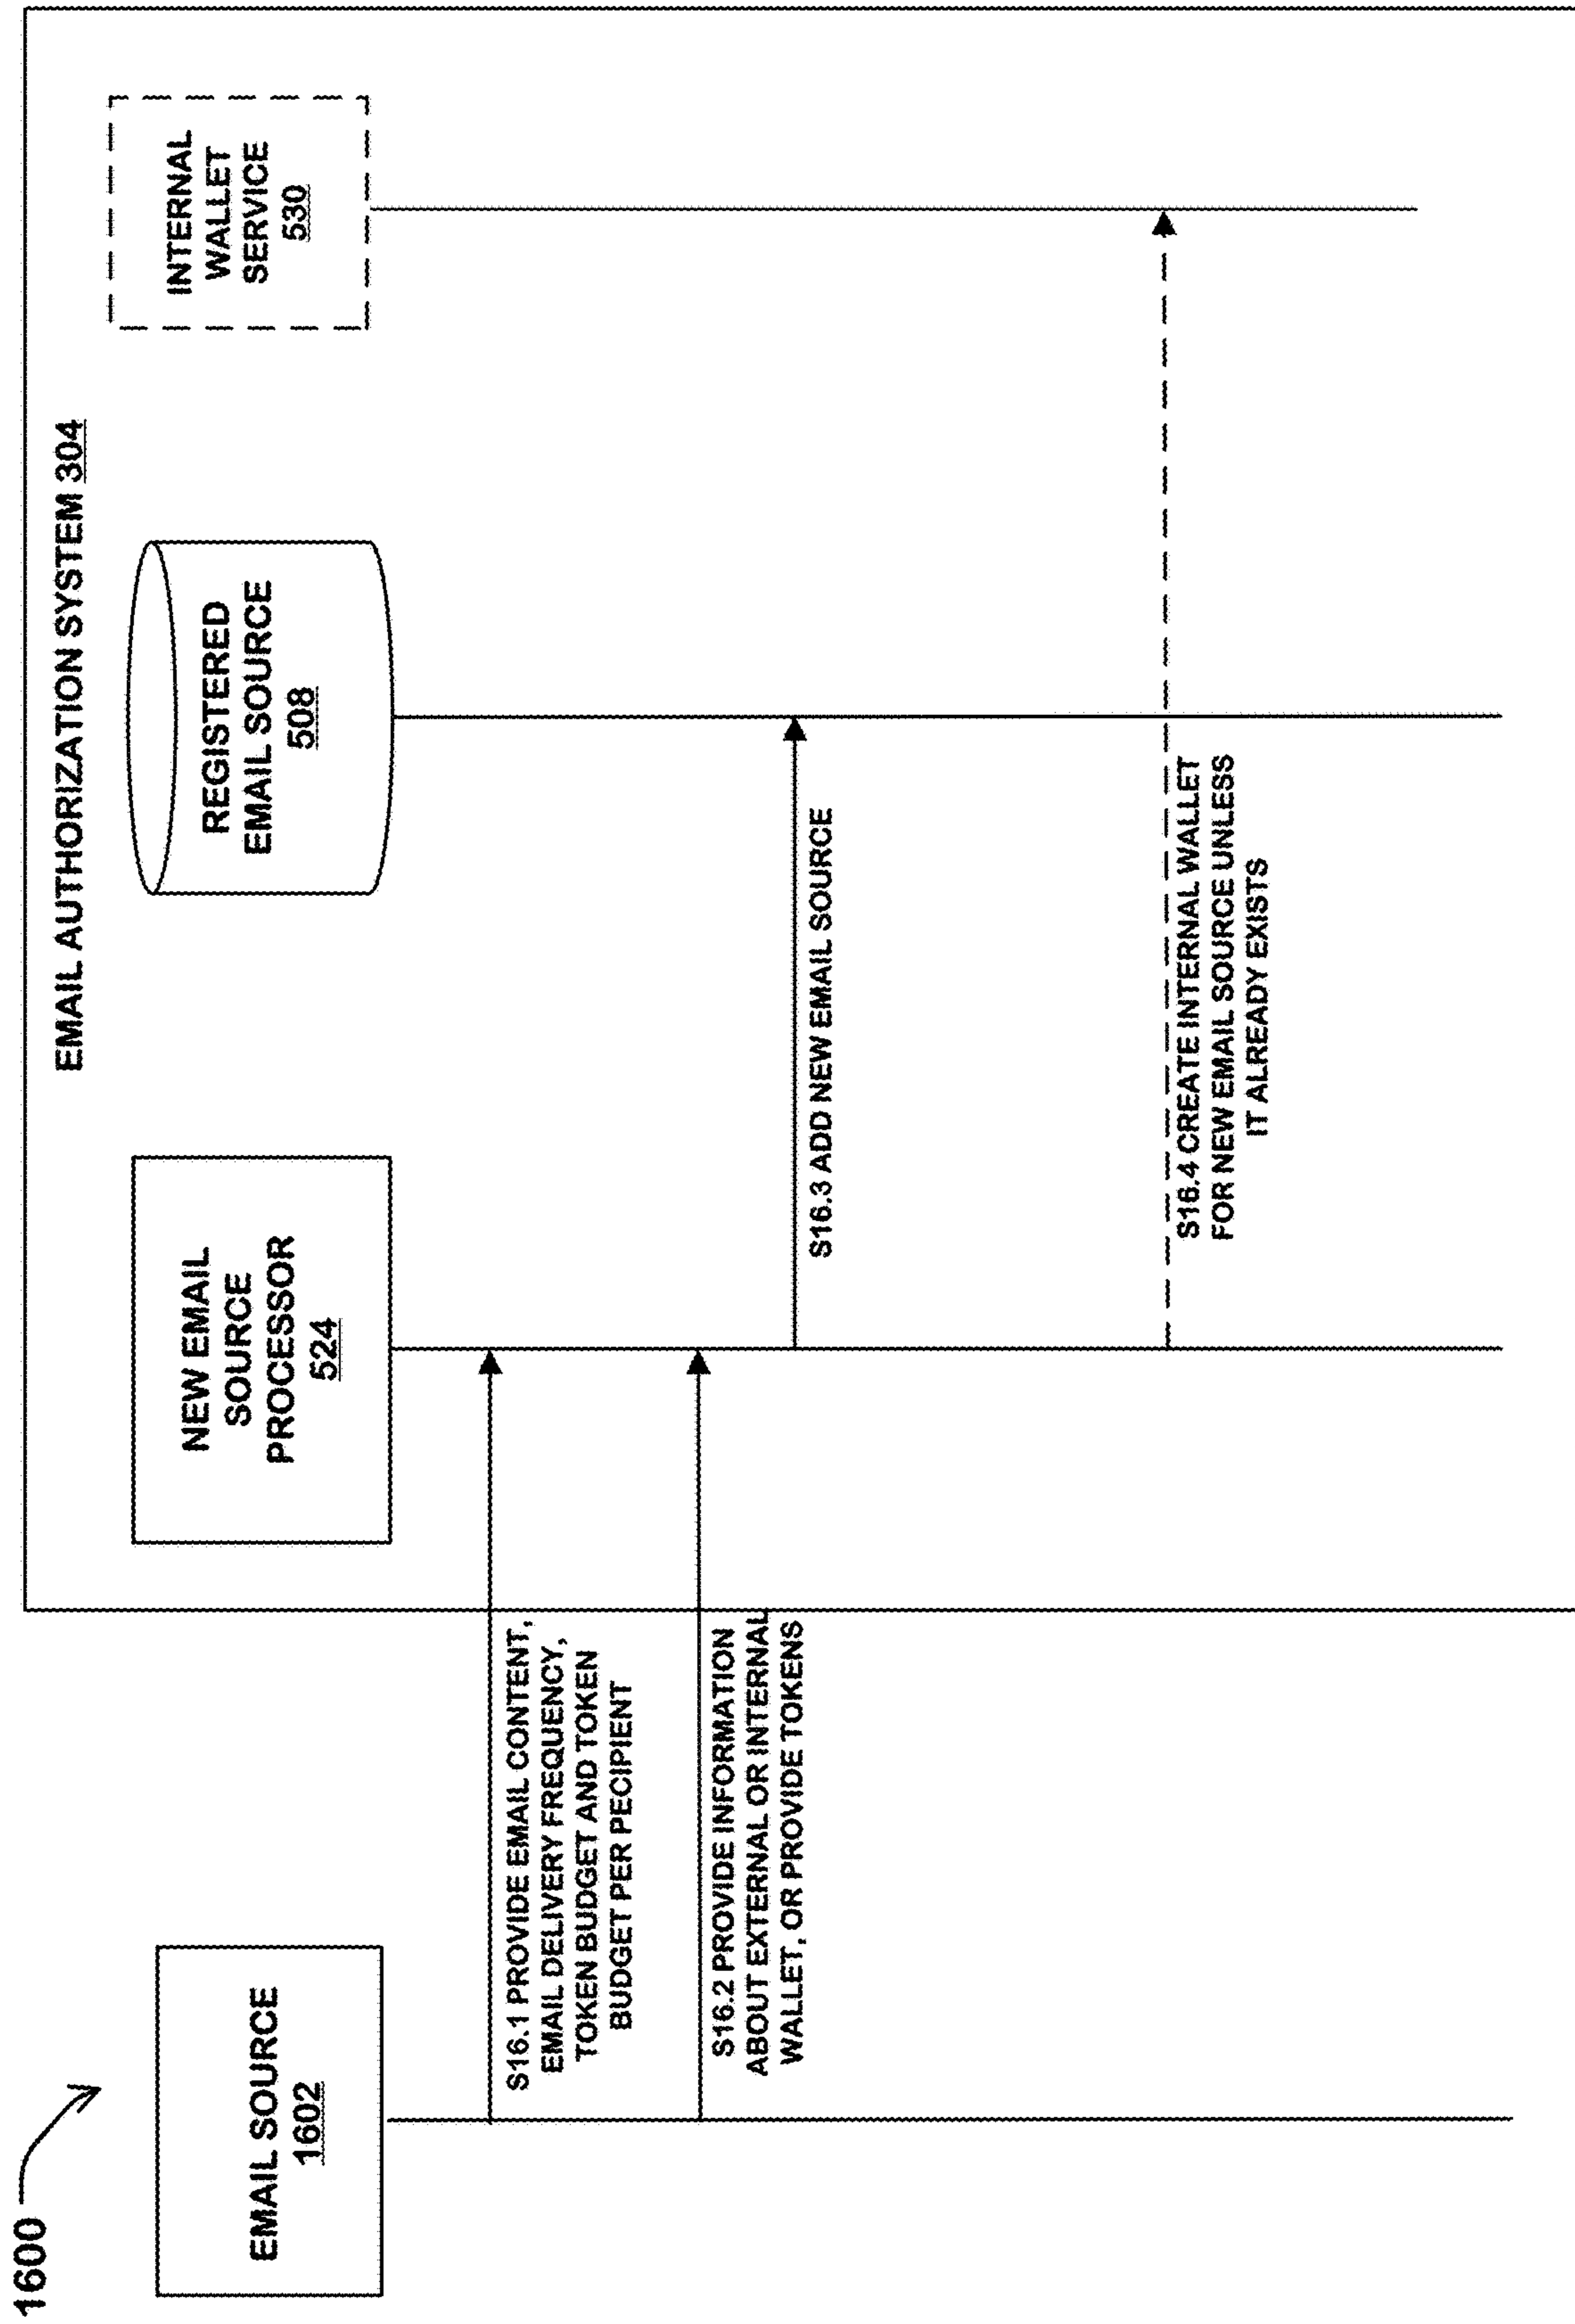 1600
EMAIL AUTHORIZATION SYSTEM 304
EMAIL SOURCE
1602
NEW EMAIL
SOURCE
PROCESSOR
524
REGISTERED
EMAIL SOURCE
508
INTERNAL
WALLET
SERVICE
530
S16.1 PROVIDE EMAIL CONTENT,
EMAIL DELIVERY FREQUENCY,
TOKEN BUDGET AND TOKEN
BUDGET PER PECIPIENT
S16.2 PROVIDE INFORMATION
ABOUT EXTERNAL OR INTERNAL
WALLET, OR PROVIDE TOKENS
S16.3 ADD NEW EMAIL SOURCE
S16.4 CREATE INTERNAL WALLET
FOR NEW EMAIL SOURCE UNLESS
IT ALREADY EXISTS